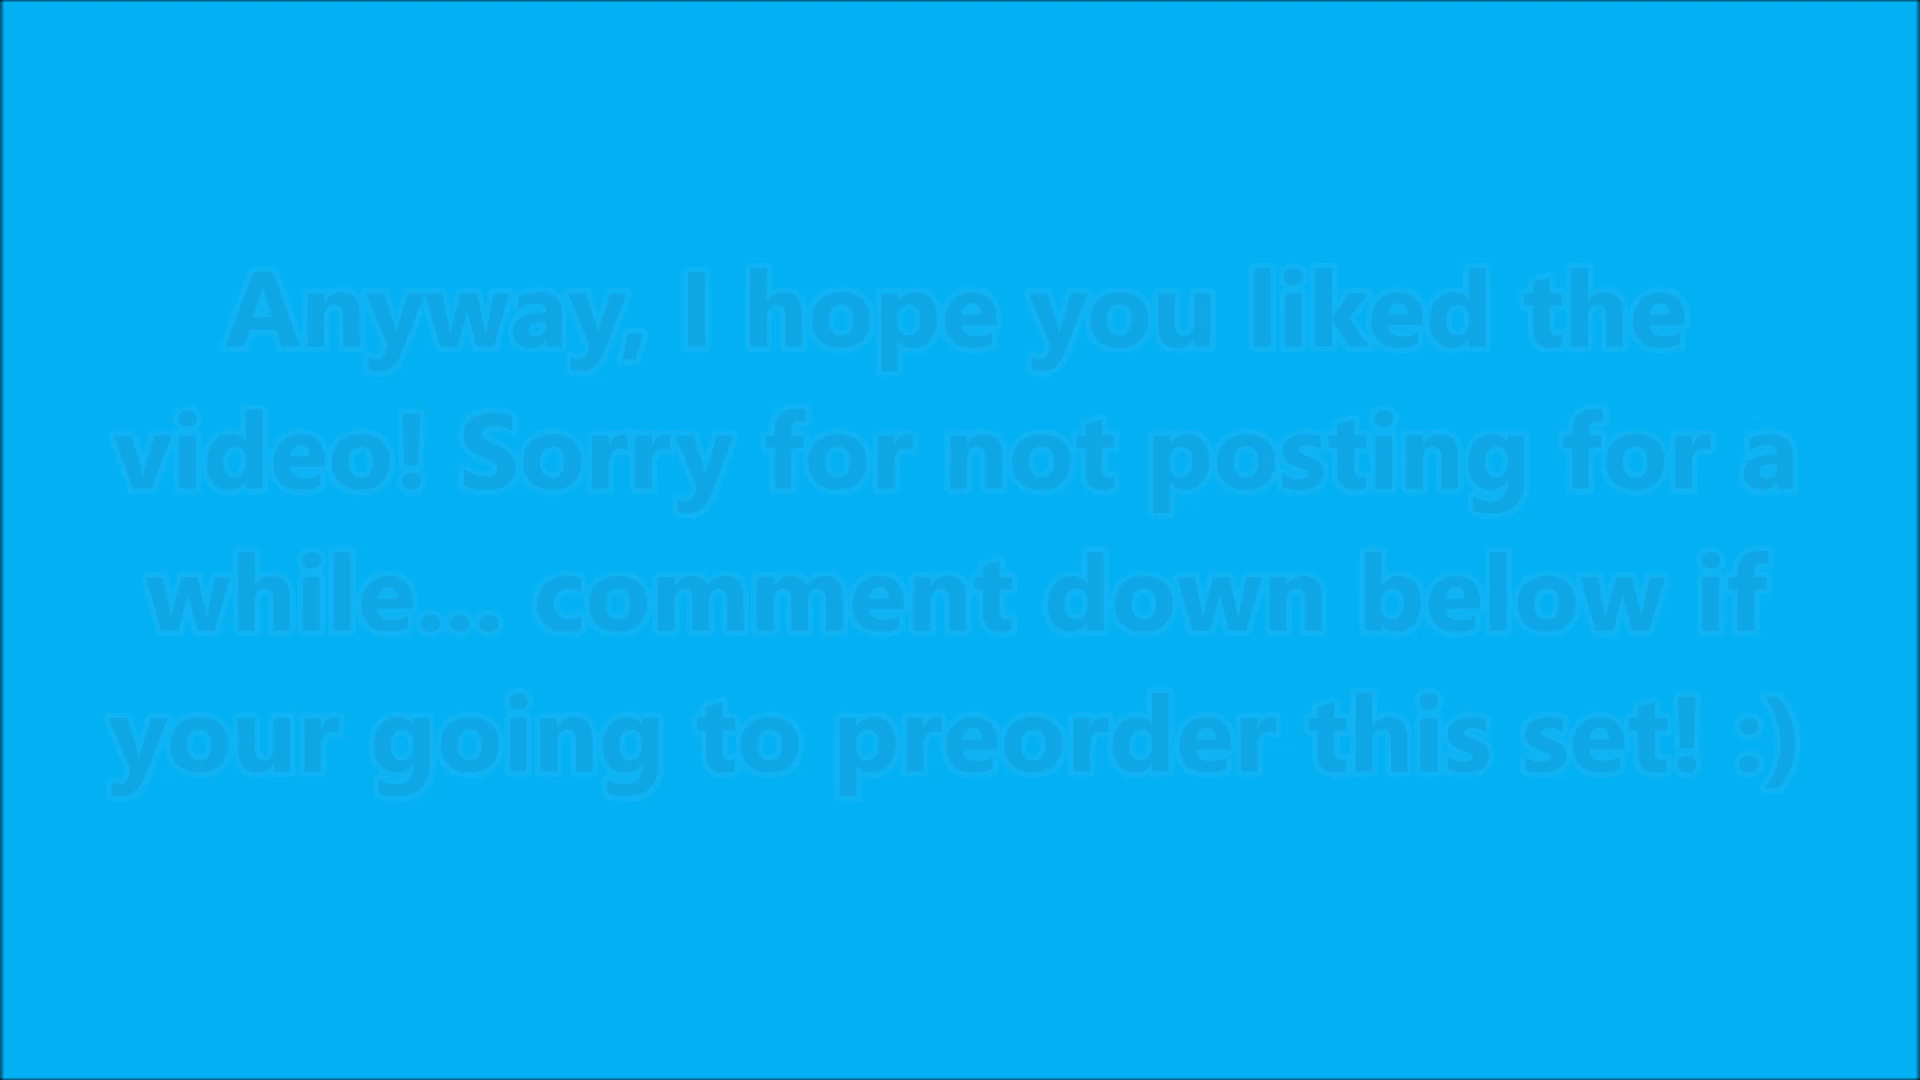 Anyway, I hope you liked the
video! Sorry for not posting for a
while... comment down below if
your going to preorder this set! :)